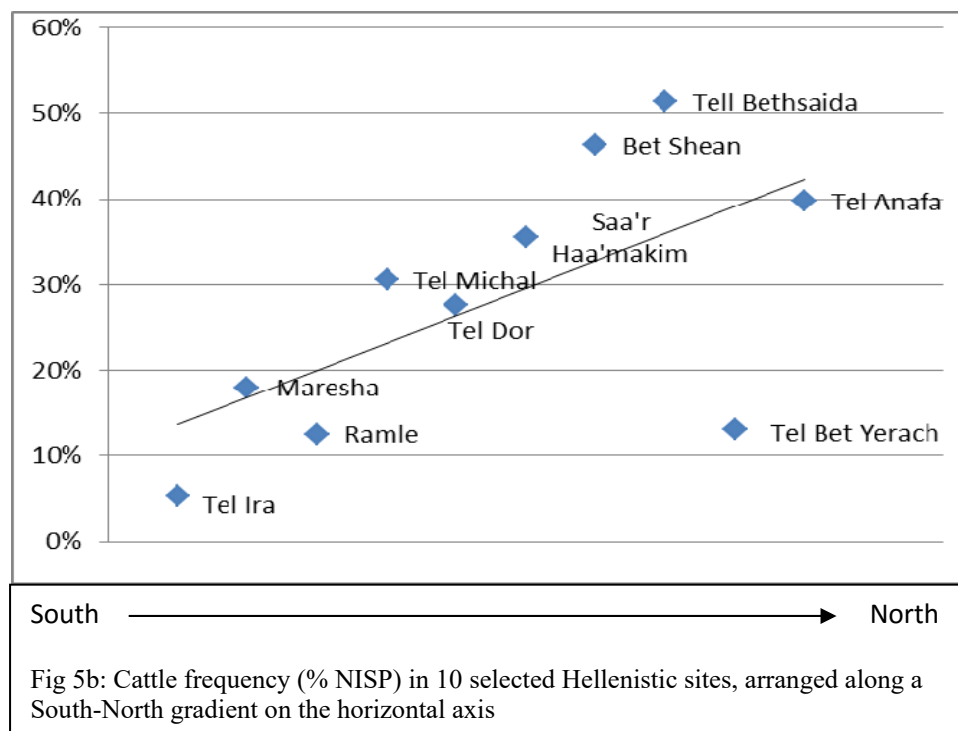 60%
50%
40%
30%
20%
10%
0%
Tell Bethsaida
Bet Shean
Tel Anafa
Saa'r
Haa'makim
Tel Michal
Tel Dor
Maresha
Ramle
Tel Bet Yerach
Tel Ira
South North
Fig 5b: Cattle frequency (% NISP) in 10 selected Hellenistic sites, arranged along a
South-North gradient on the horizontal axis